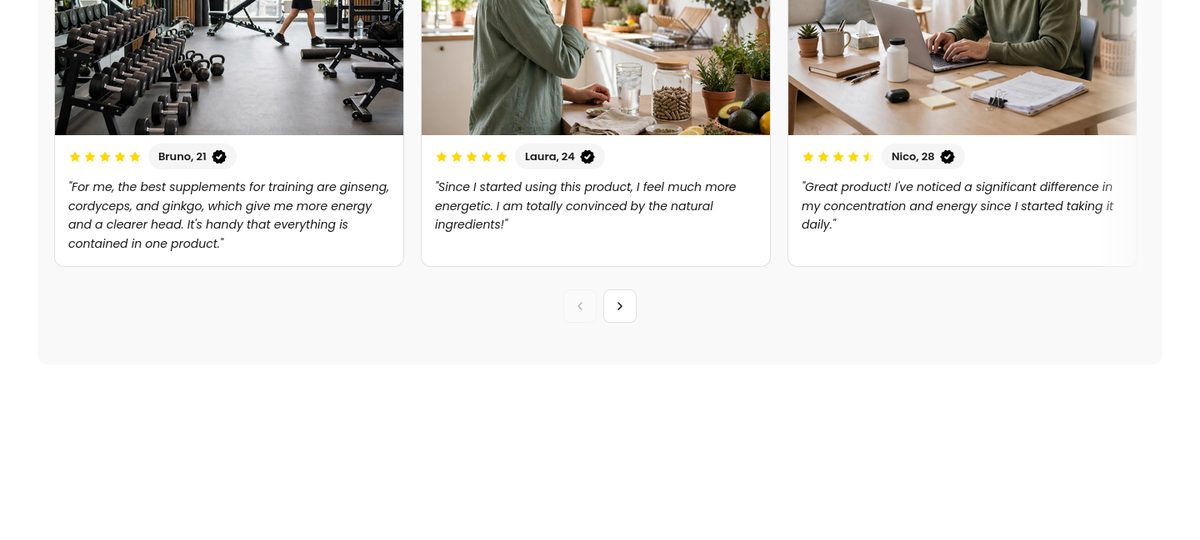 Bruno, 21
"For me, the best supplements for training are ginseng,
cordyceps, and ginkgo, which give me more energy
and a clearer head. It's handy that everything is
contained in one product."
Laura, 24
"Since I started using this product, I feel much more
energetic. I am totally convinced by the natural
ingredients!"
Nico, 28
"Great product! I've noticed a significant difference in
my concentration and energy since I started taking it
daily."